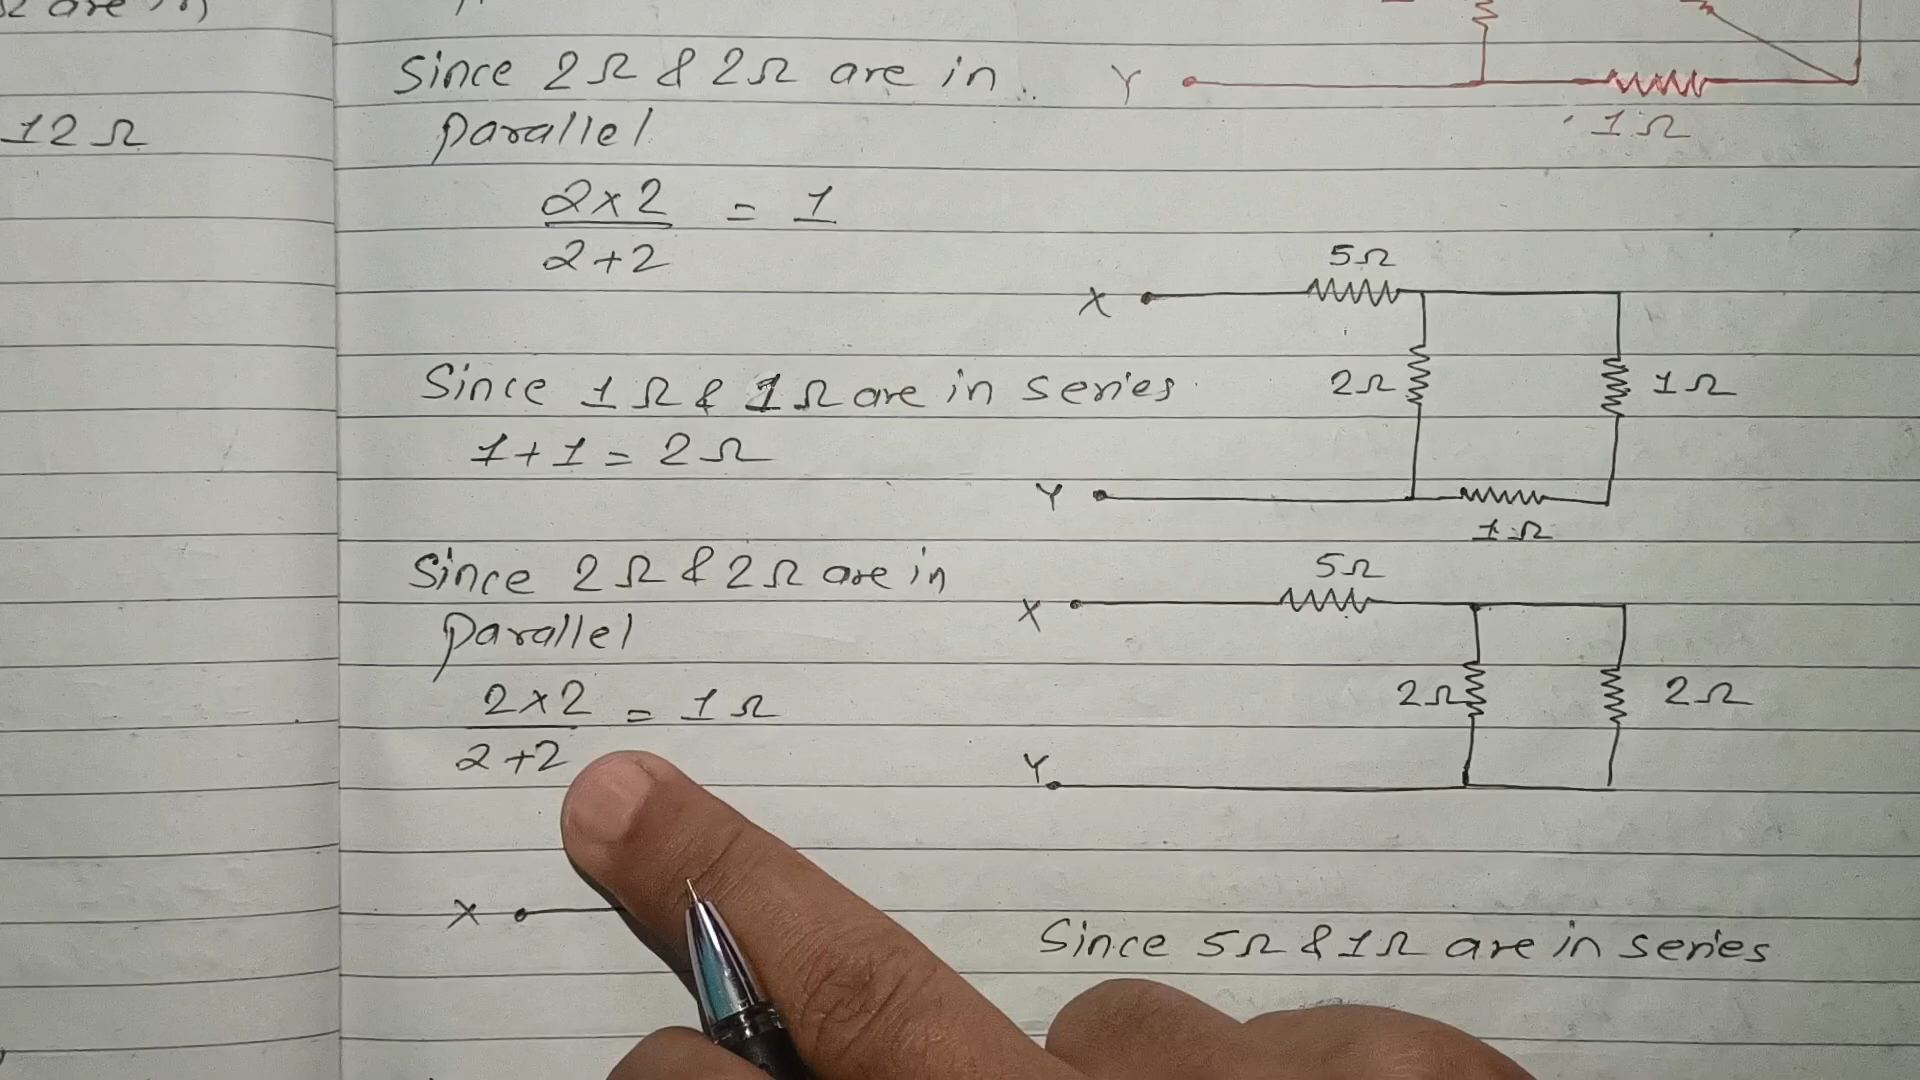 are in
12Ω
Since 2Ω & 2Ω are in
parallel
2×2 = 1
2+2
Since 1Ω & 1Ω are in series
1+1 = 2Ω
Since 2Ω & 2Ω are in
parallel
2×2 = 1Ω
2+2
X
Y
1Ω
5Ω
X
2Ω
1Ω
Y
1Ω
5Ω
X
2Ω
2Ω
Y
Since 5Ω & 1Ω are in series